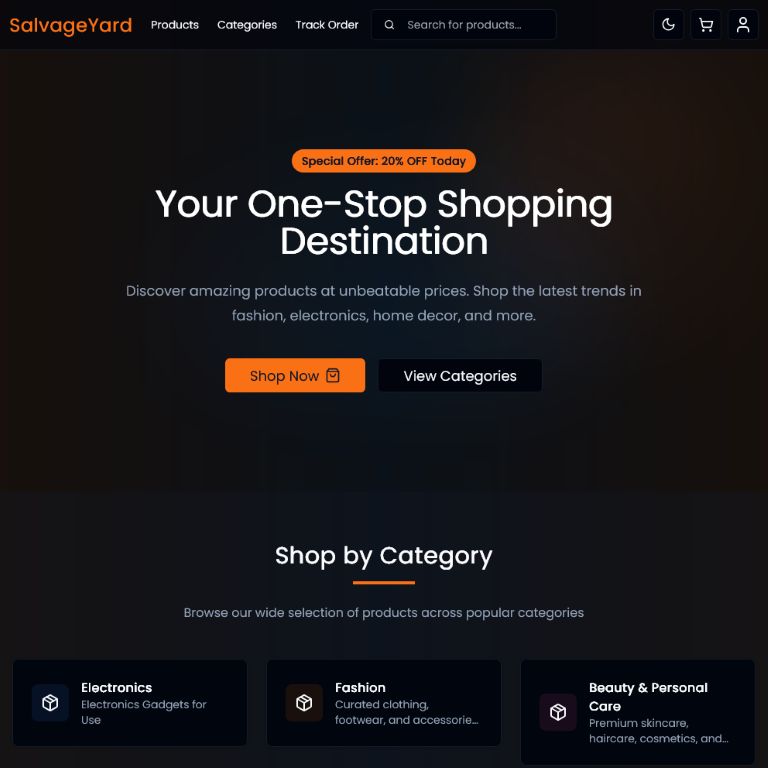 SalvageYard
Products
Categories
Track Order
Search for products...
Special Offer: 20% OFF Today
Your One-Stop Shopping
Destination
Discover amazing products at unbeatable prices. Shop the latest trends in
fashion, electronics, home decor, and more.
Shop Now
View Categories
Shop by Category
Browse our wide selection of products across popular categories
Electronics
Electronics Gadgets for
Use
Fashion
Curated clothing,
footwear, and accessorie...
Beauty & Personal
Care
Premium skincare,
haircare, cosmetics, and...